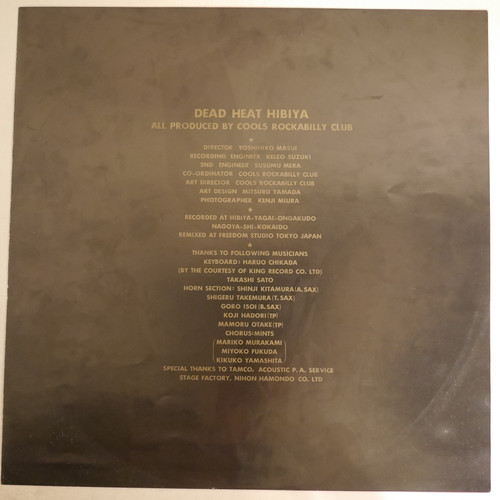 DEAD HEAT HIBIYA
ALL PRODUCED BY COOLS ROCKABILLY CLUB
★
DIRECTOR YOSHIHIKO MASUI
RECORDING ENGINEER KEIZO SUZUKI
2ND ENGINEER SUSUMU MERA
CO-ORDINATOR COOLS ROCKABILLY CLUB
ART DIRECTOR COOLS ROCKABILLY CLUB
ART DESIGN MITSURU YAMADA
PHOTOGRAPHER KENJI MIURA
★
RECORDED AT HIBIYA-YAGAI-ONGAKUDO
NAGOYA-SHI-KOKAIDO
REMIXED AT FREEDOM STUDIO TOKYO JAPAN
★
THANKS TO FOLLOWING MUSICIANS
KEYBOARD: HARUO CHIKADA
(BY THE COURTESY OF KING RECORD CO. LTD)
TAKASHI SATO
HORN SECTION: SHINJI KITAMURA(A.SAX)
SHIGERU TAKEMURA(T.SAX)
GORO ISOI(B.SAX)
KOJI HADORI(TP)
MAMORU OTAKE(TP)
CHORUS:MINTS
MARIKO MURAKAMI
MIYOKO FUKUDA
KIKUKO YAMASHITA
SPECIAL THANKS TO TAMCO, ACOUSTIC P.A. SERVICE
STAGE FACTORY, NIHON HAMONDO CO. LTD